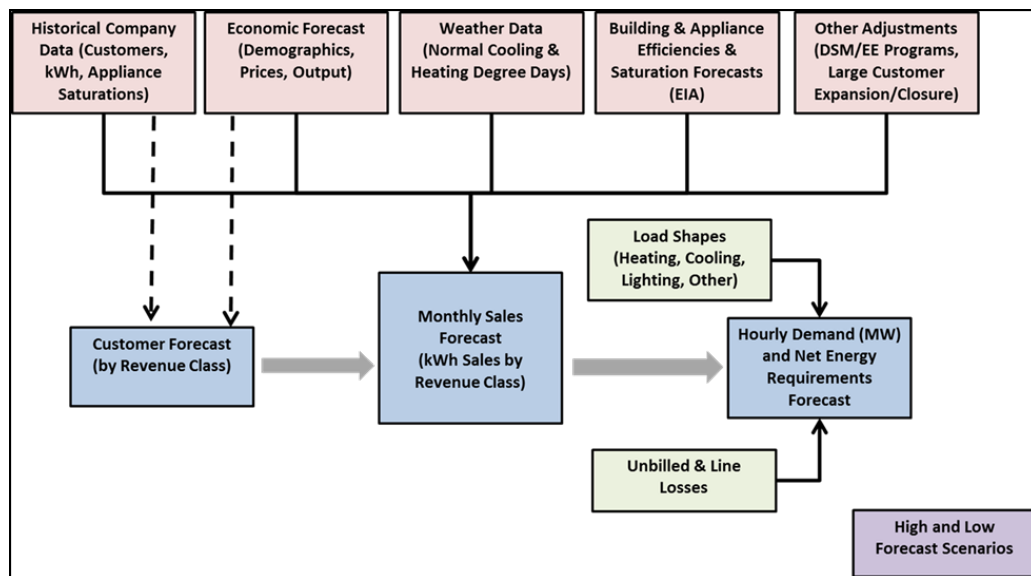 Historical Company
Data (Customers,
kWh, Appliance
Saturations)
Economic Forecast
(Demographics,
Prices, Output)
Weather Data
(Normal Cooling &
Heating Degree Days)
Building & Appliance
Efficiencies &
Saturation Forecasts
(EIA)
Other Adjustments
(DSM/EE Programs,
Large Customer
Expansion/Closure)
Load Shapes
(Heating, Cooling,
Lighting, Other)
Customer Forecast
(by Revenue Class)
Monthly Sales
Forecast
(kWh Sales by
Revenue Class)
Hourly Demand (MW)
and Net Energy
Requirements
Forecast
Unbilled & Line
Losses
High and Low
Forecast Scenarios